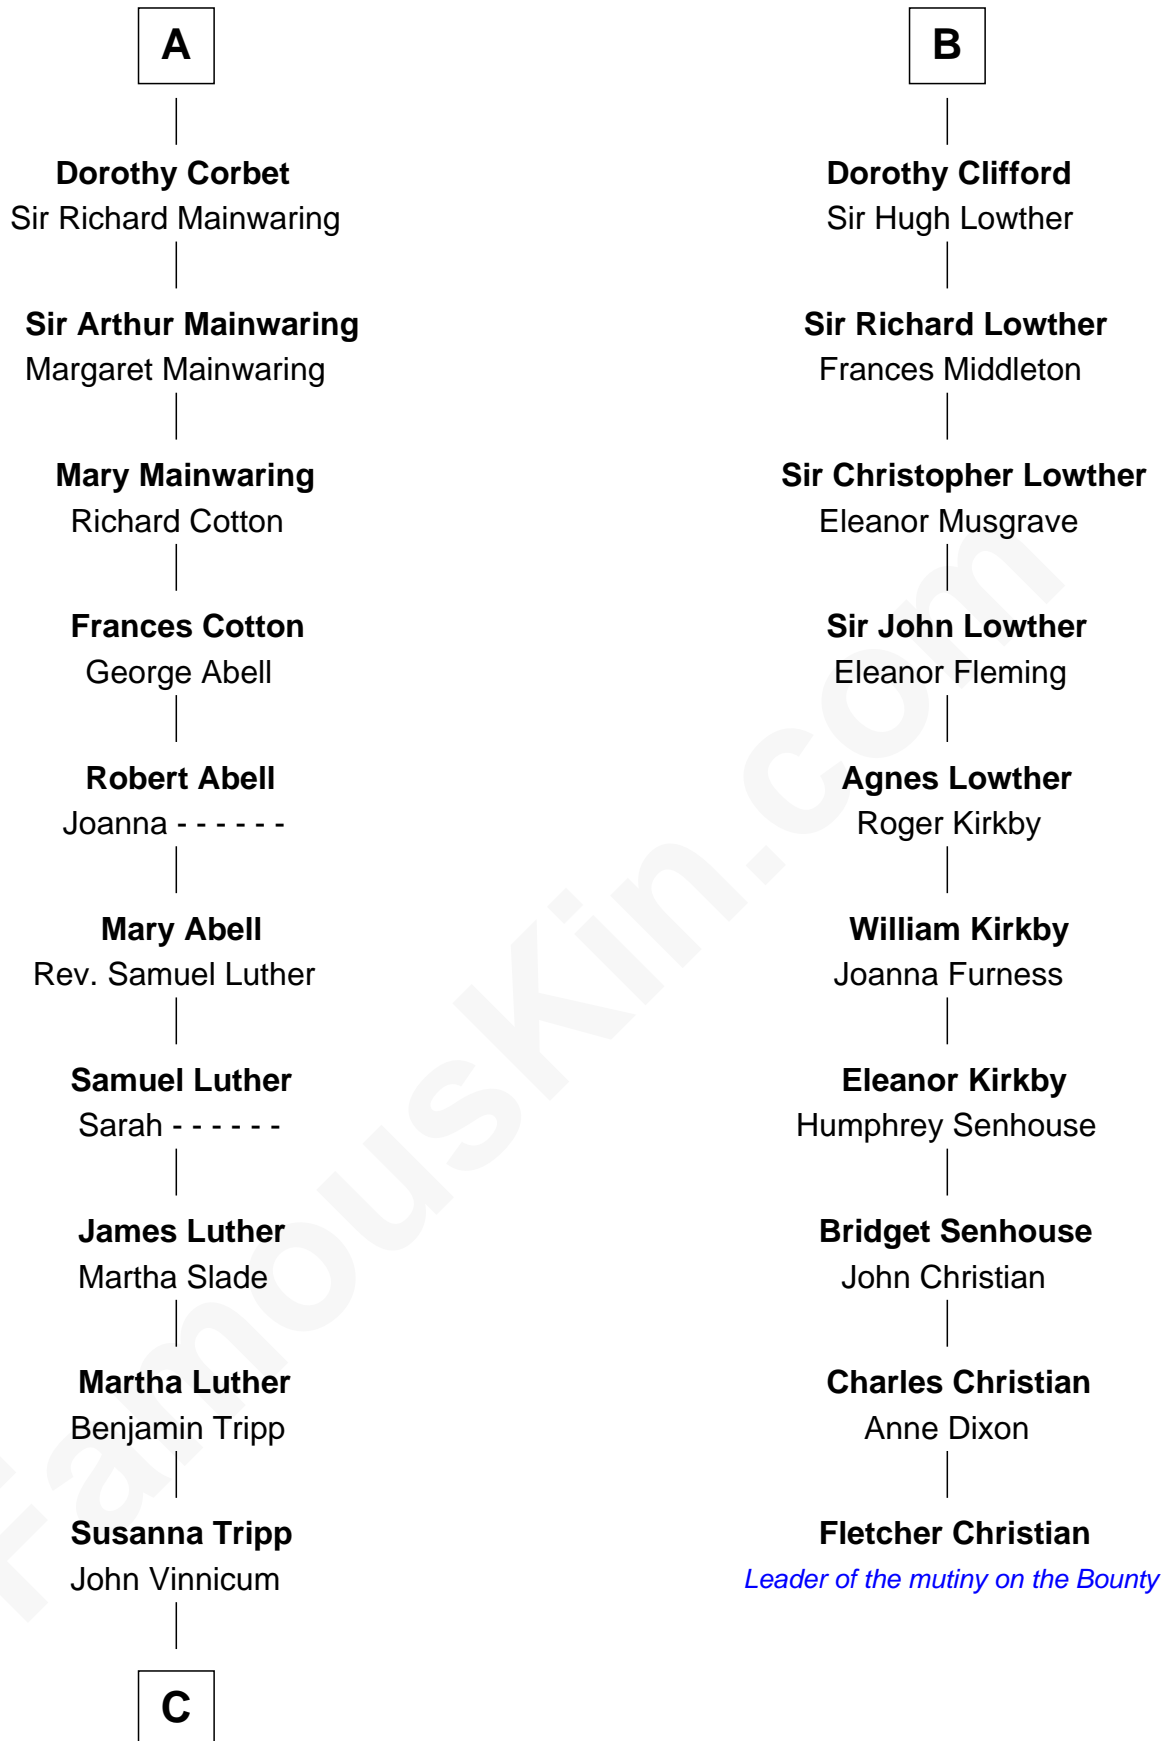 A
Dorothy Corbet
Sir Richard Mainwaring
Sir Arthur Mainwaring
Margaret Mainwaring
Mary Mainwaring
Richard Cotton
Frances Cotton
George Abell
Robert Abell
Joanna - - - - - -
Mary Abell
Rev. Samuel Luther
Samuel Luther
Sarah - - - - - -
James Luther
Martha Slade
Martha Luther
Benjamin Tripp
Susanna Tripp
John Vinnicum
C
B
Dorothy Clifford
Sir Hugh Lowther
Sir Richard Lowther
Frances Middleton
Sir Christopher Lowther
Eleanor Musgrave
Sir John Lowther
Eleanor Fleming
Agnes Lowther
Roger Kirkby
William Kirkby
Joanna Furness
Eleanor Kirkby
Humphrey Senhouse
Bridget Senhouse
John Christian
Charles Christian
Anne Dixon
Fletcher Christian
Leader of the mutiny on the Bounty
FamousKin.com